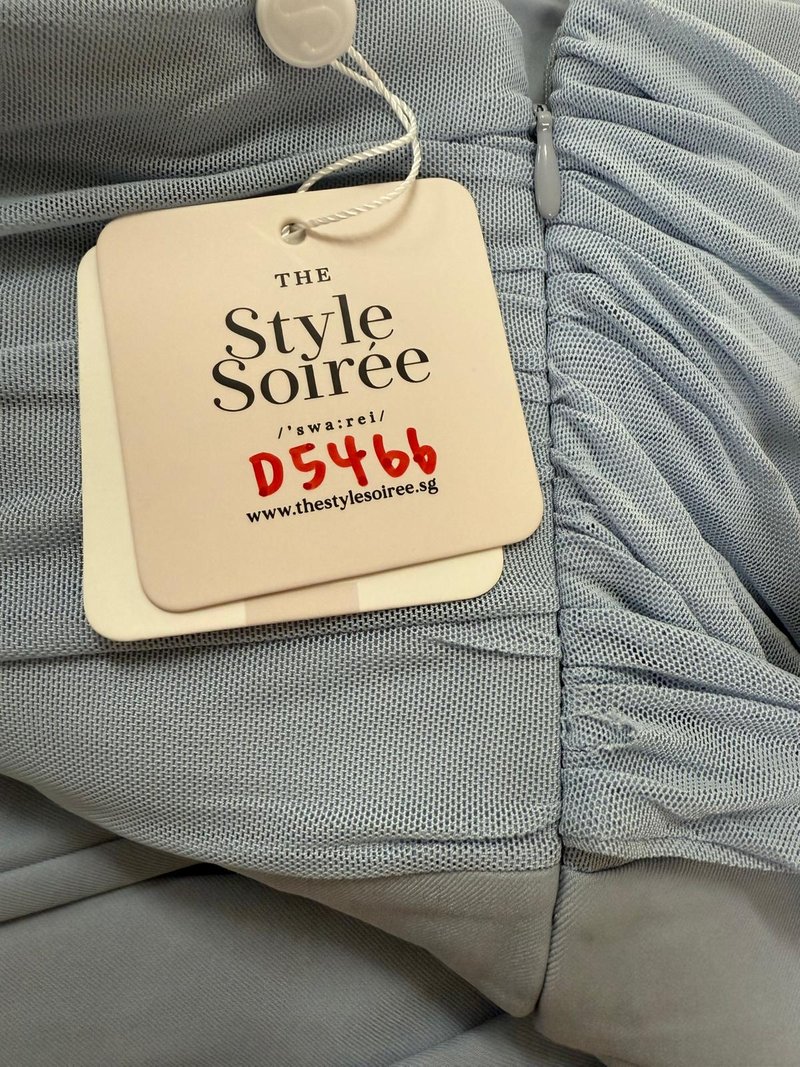 THE
Style
Soirée
/'swa:rei/
D5466
www.thestylesoiree.sg